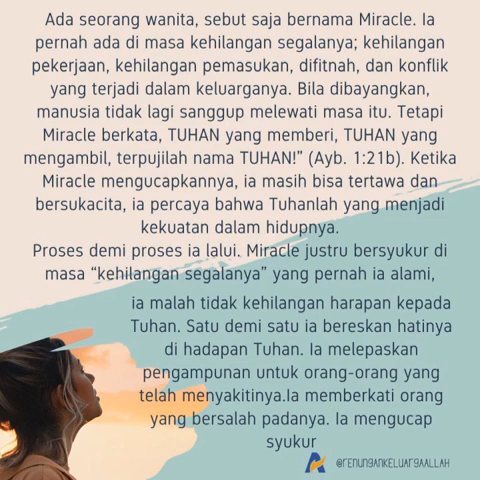 Ada seorang wanita, sebut saja bernama Miracle. Ia
pernah ada di masa kehilangan segalanya; kehilangan
pekerjaan, kehilangan pemasukan, difitnah, dan konflik
yang terjadi dalam keluarganya. Bila dibayangkan,
manusia tidak lagi sanggup melewati masa itu. Tetapi
Miracle berkata, TUHAN yang memberi, TUHAN yang
mengambil, terpujilah nama TUHAN!” (Ayb. 1:21b). Ketika
Miracle mengucapkannya, ia masih bisa tertawa dan
bersukacita, ia percaya bahwa Tuhanlah yang menjadi
kekuatan dalam hidupnya.
Proses demi proses ia lalui. Miracle justru bersyukur di
masa “kehilangan segalanya” yang pernah ia alami,
ia malah tidak kehilangan harapan kepada
Tuhan. Satu demi satu ia bereskan hatinya
di hadapan Tuhan. Ia melepaskan
pengampunan untuk orang-orang yang
telah menyakitinya.Ia memberkati orang
yang bersalah padanya. Ia mengucap
syukur
@RENUNGANKELUARGAALLAH